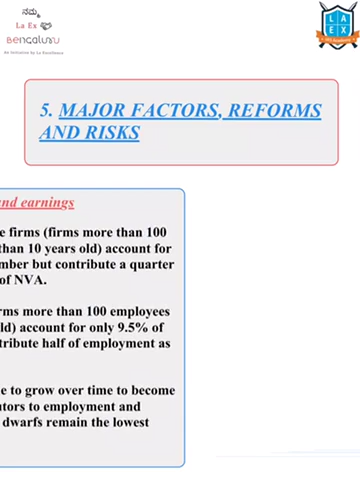 ನಮ್ಮ
La Ex
BENGALURU
An Initiative by La Excellence
LA
EX
5. MAJOR FACTORS, REFORMS
AND RISKS
and earnings
e firms (firms more than 100
than 10 years old) account for
mber but contribute a quarter
of NVA.
rms more than 100 employees
ld) account for only 9.5% of
tribute half of employment as
e to grow over time to become
utors to employment and
dwarfs remain the lowest